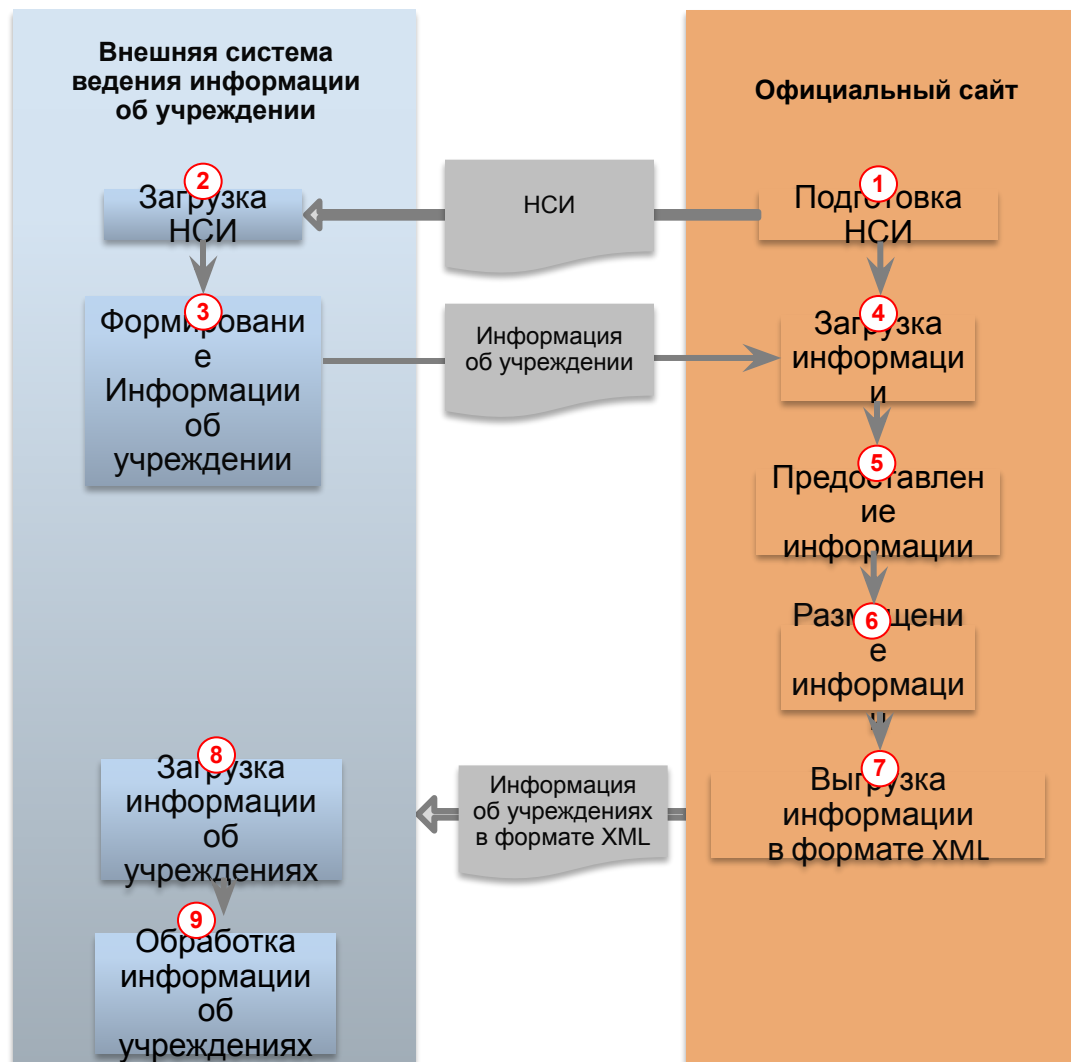 Внешняя система
ведения информации
об учреждении
Официальный сайт
2
Загрузка
НСИ
НСИ
1
Подготовка
НСИ
3
Формировани
е
Информации
об
учреждении
Информация
об учреждении
4
Загрузка
информаци
и
5
Предоставлен
ие
информации
6
Размещени
е
информаци
и
8
Загрузка
информации
об
учреждениях
Информация
об учреждениях
в формате XML
7
Выгрузка
информации
в формате XML
9
Обработка
информации
об
учреждениях